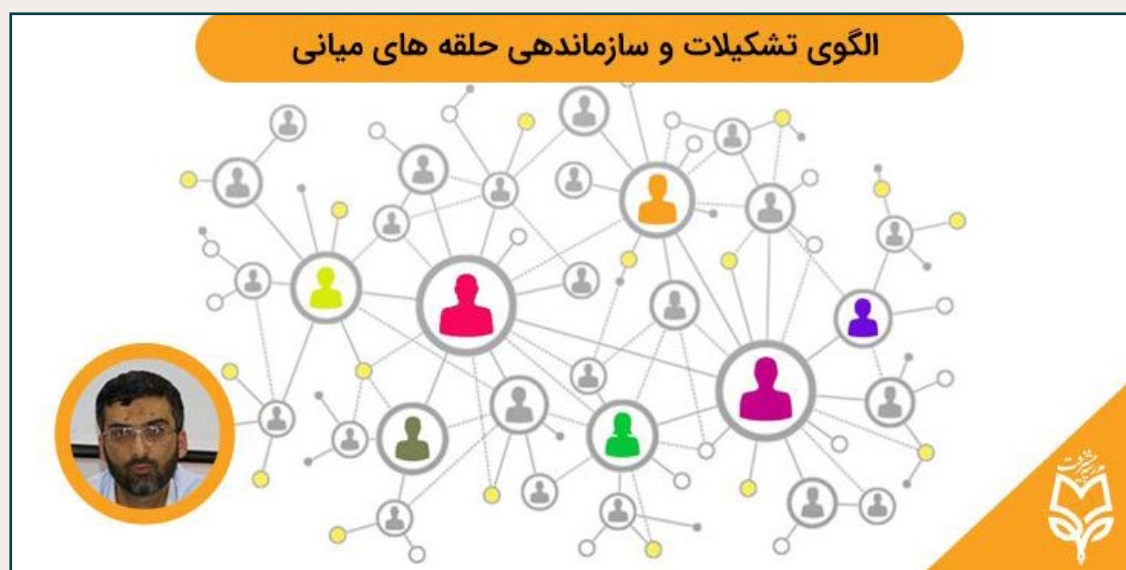 الگوی تشکیلات و سازماندهی حلقه های میانی